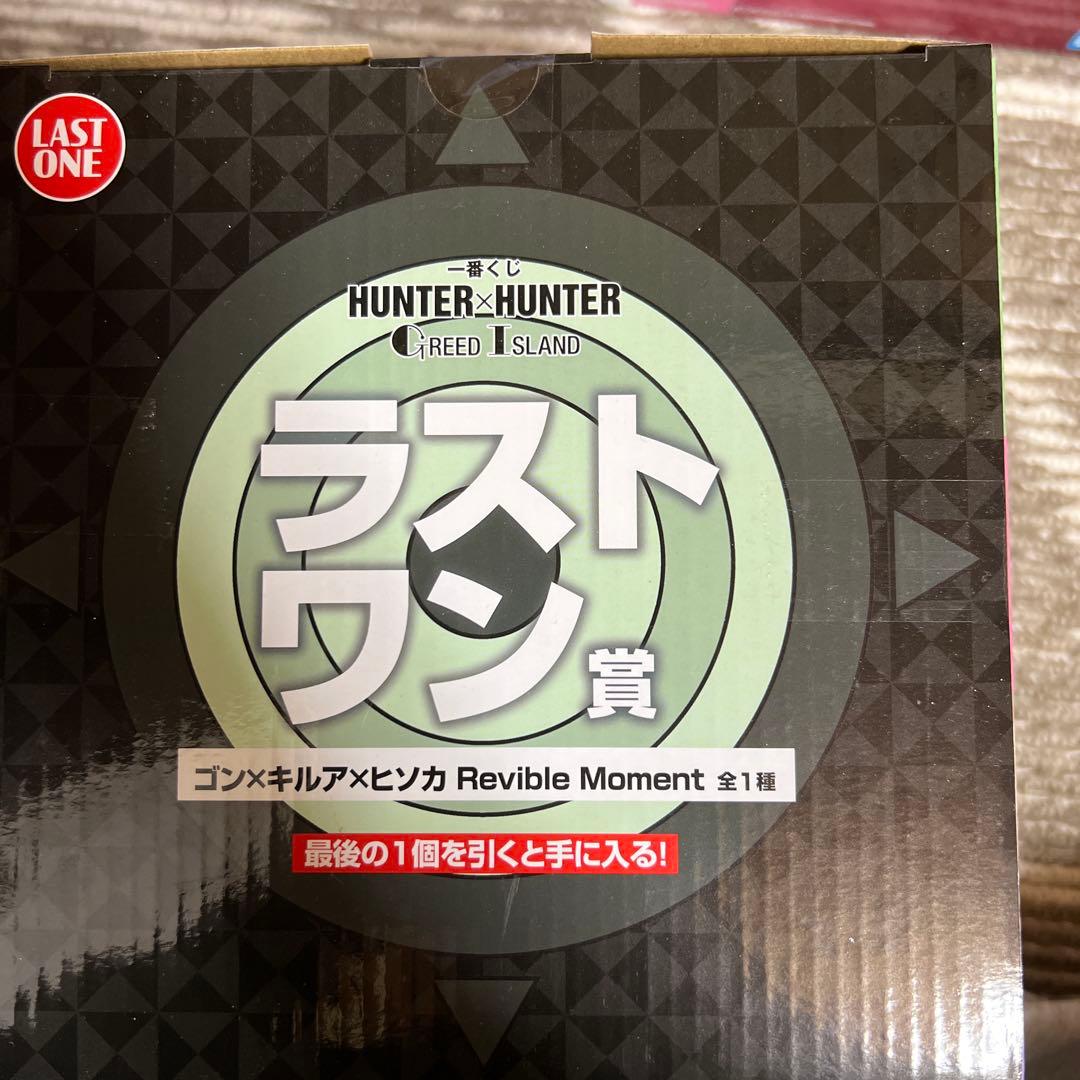 LAST
ONE
一番くじ
HUNTER×HUNTER
GREED ISLAND
ラスト
ワン賞
ゴン×キルア×ヒソカ Revible Moment 全1種
最後の1個を引くと手に入る!